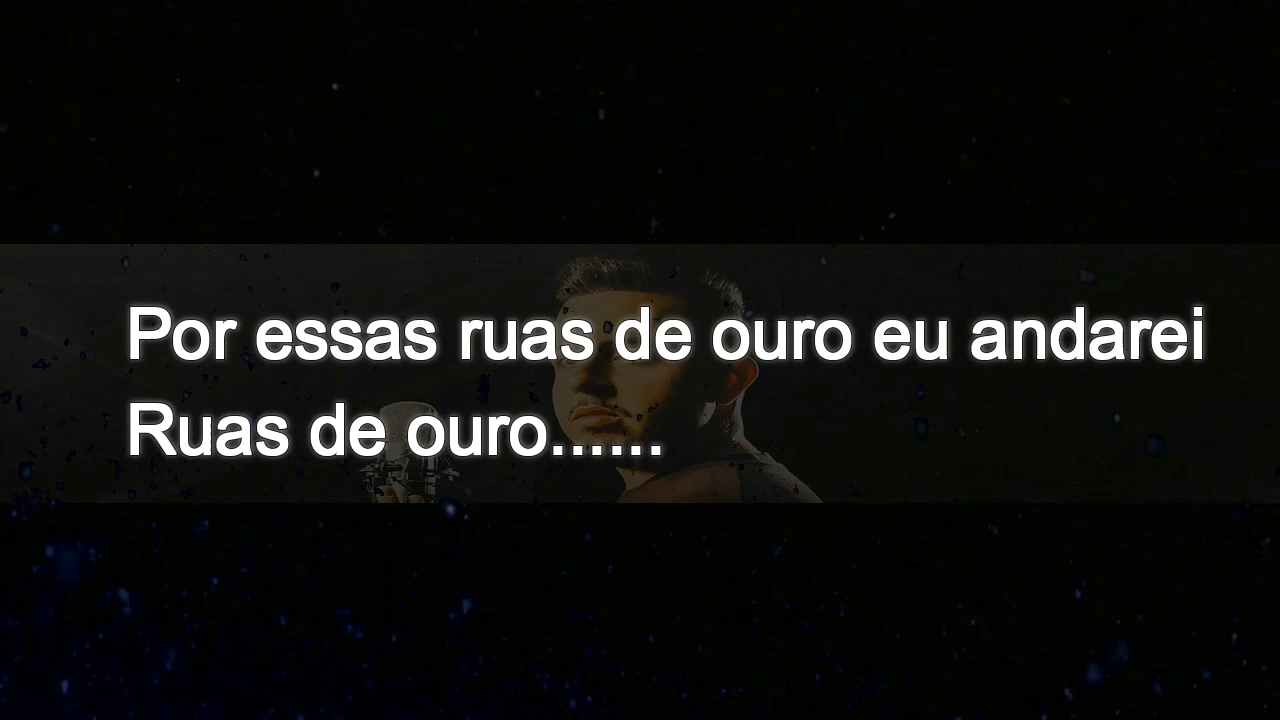 Por essas ruas de ouro eu andarei
Ruas de ouro......